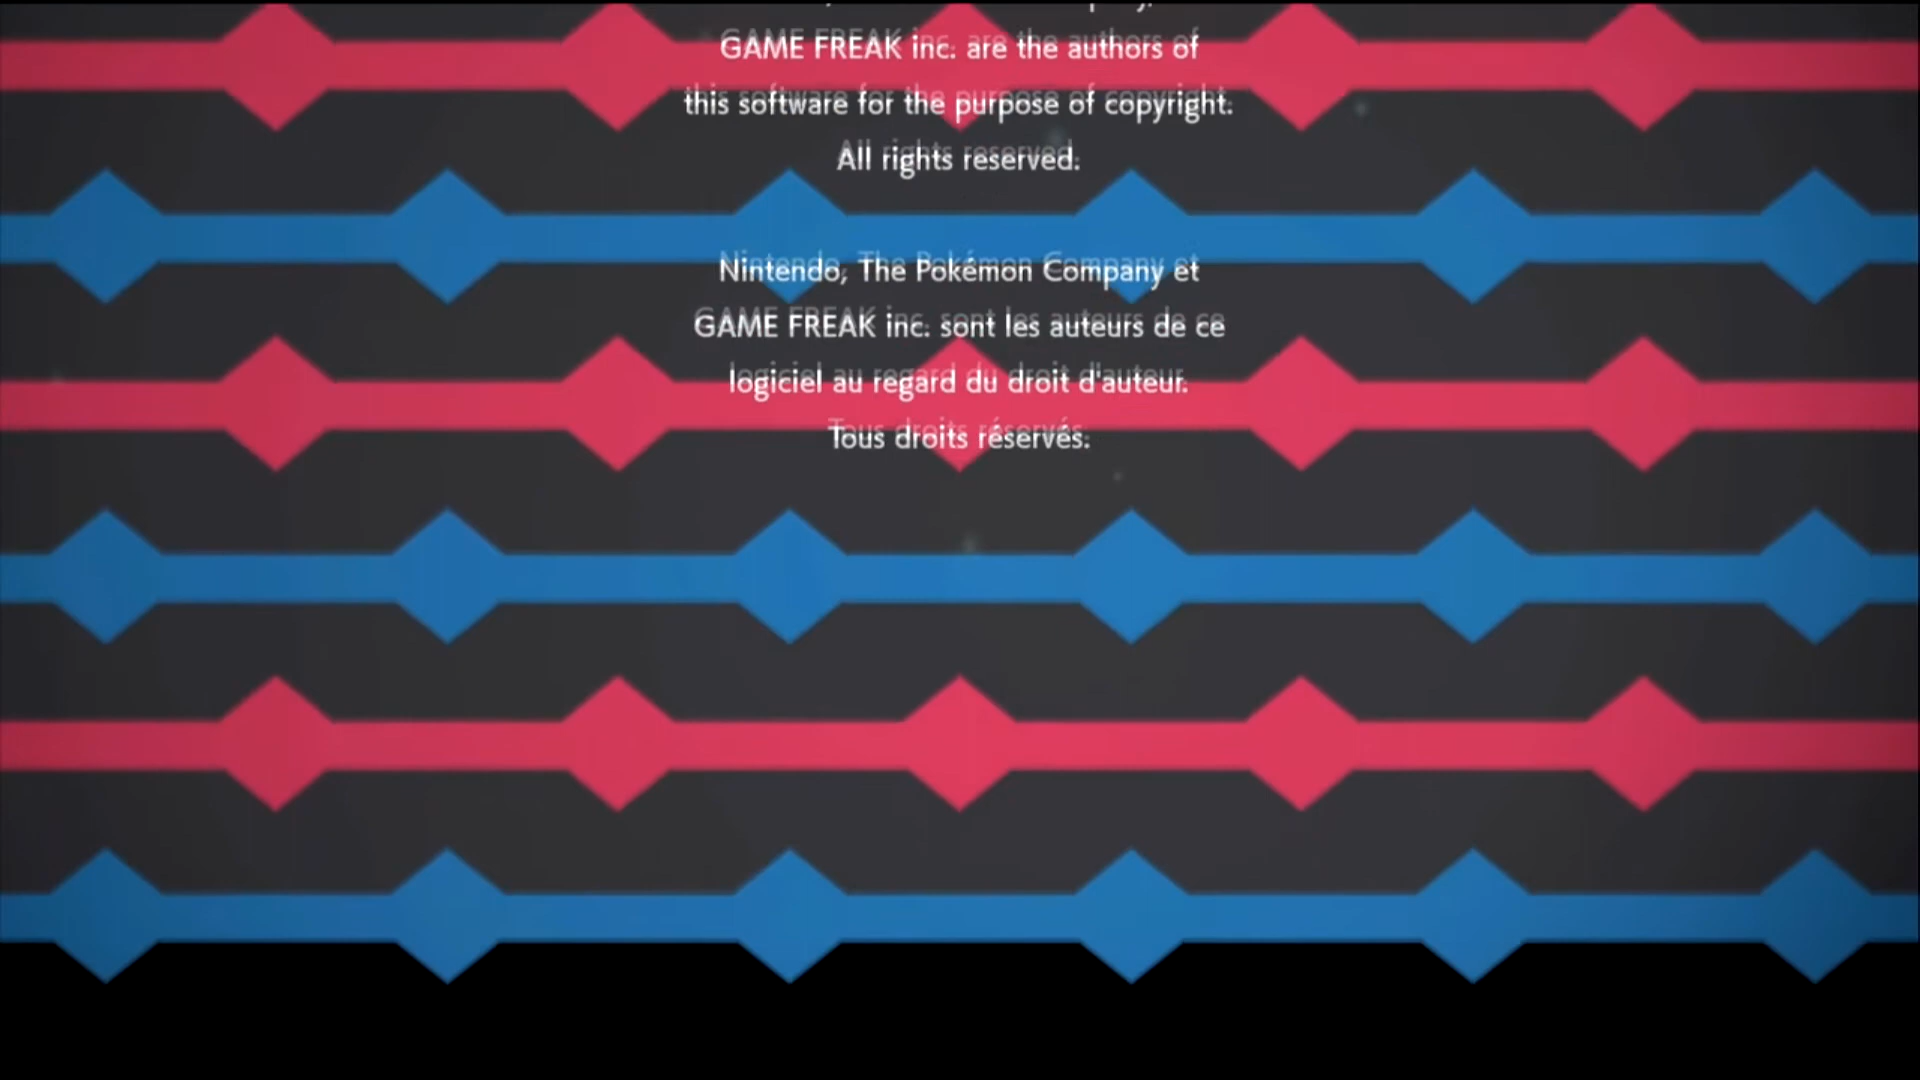 GAME FREAK inc. are the authors of
this software for the purpose of copyright.
All rights reserved.
Nintendo, The Pokémon Company et
GAME FREAK inc. sont les auteurs de ce
logiciel au regard du droit d'auteur.
Tous droits réservés.